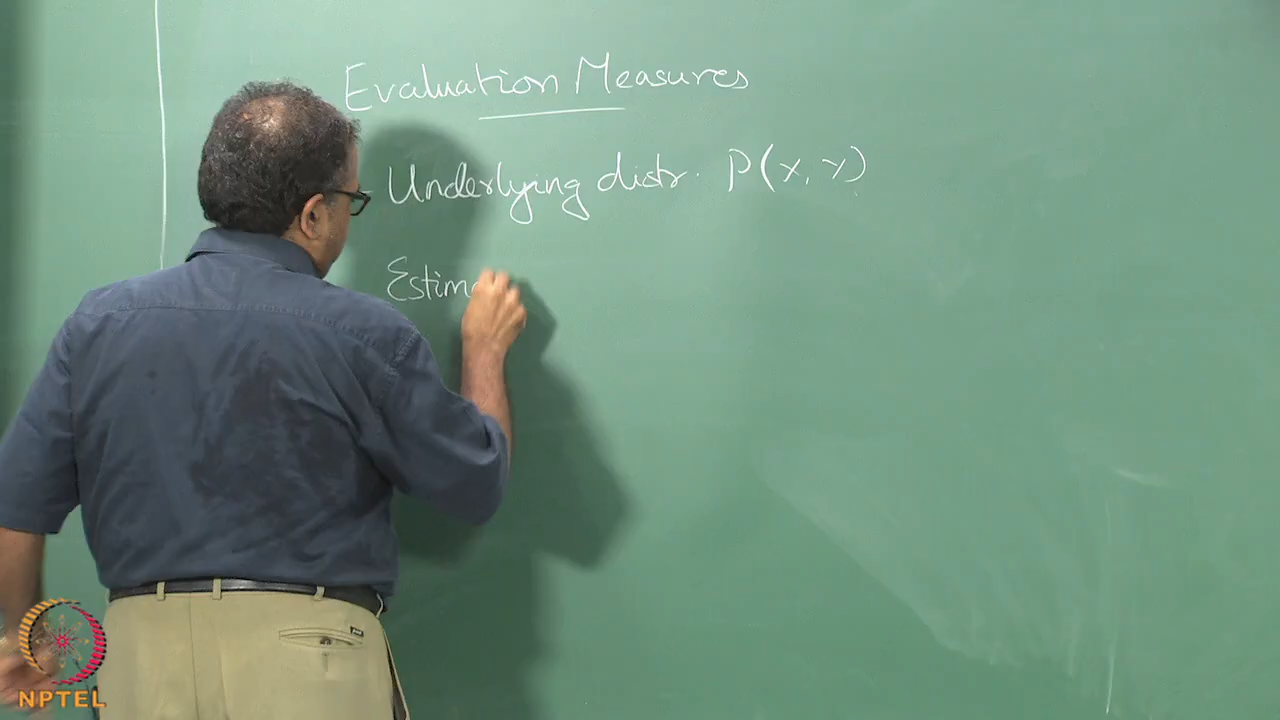 Evaluation Measures
Underlying distr. P(x, y)
Estim
NPTEL